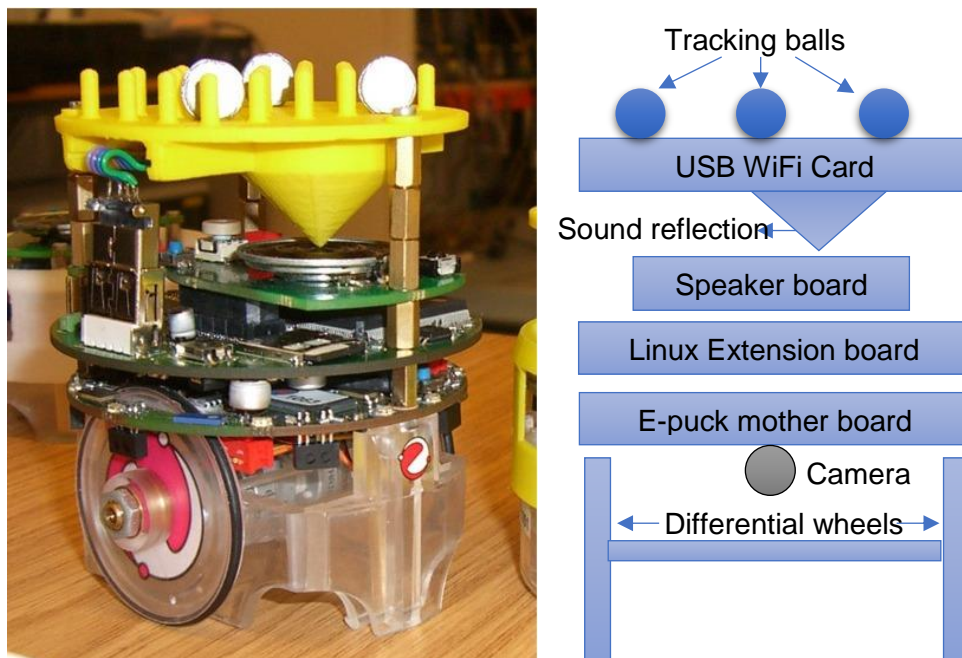 Tracking balls
USB WiFi Card
Sound reflection
Speaker board
Linux Extension board
E-puck mother board
Camera
Differential wheels